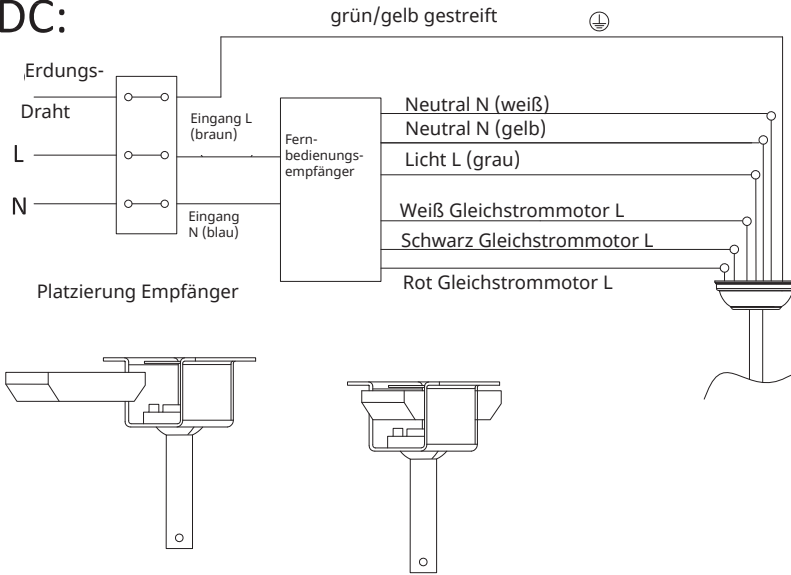 DC:
grün/gelb gestreift
Erdungs-
Draht
L
N
Eingang L
(braun)
Eingang
N (blau)
Fern-
bedienungs-
empfänger
Neutral N (weiß)
Neutral N (gelb)
Licht L (grau)
Weiß Gleichstrommotor L
Schwarz Gleichstrommotor L
Rot Gleichstrommotor L
Platzierung Empfänger